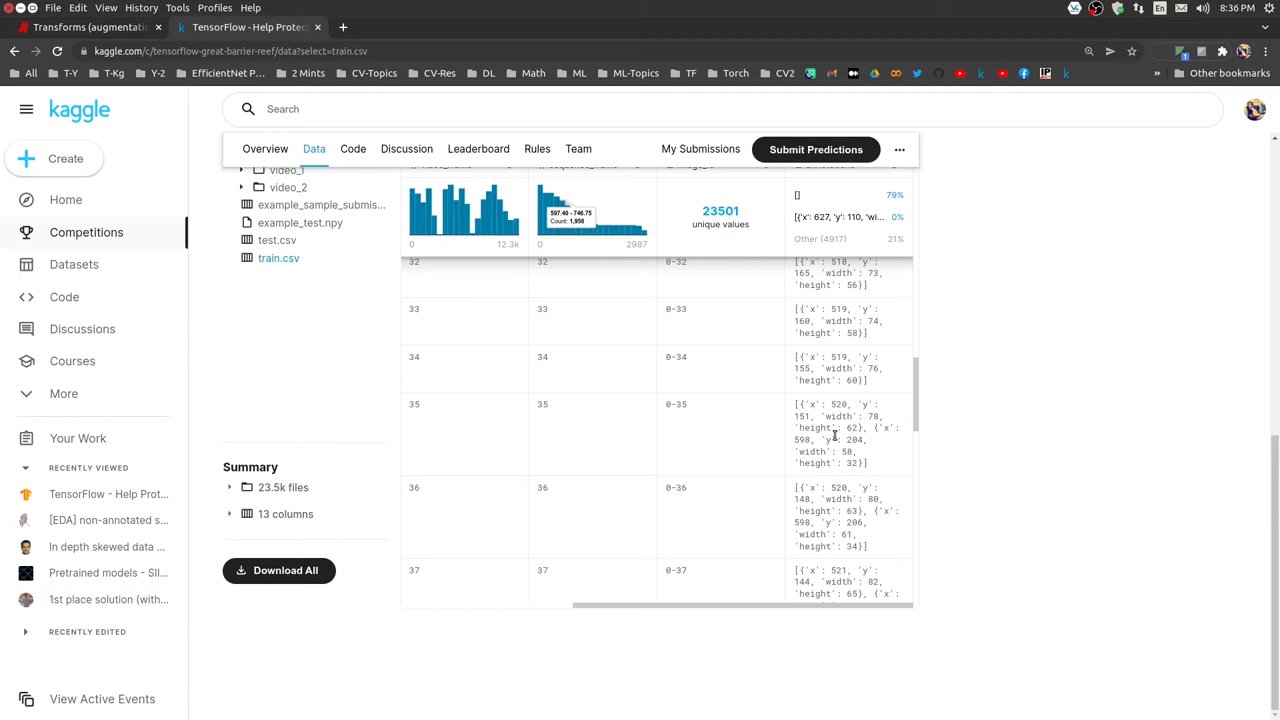 File Edit View History Bookmarks Tools Profiles Help
En 8:36 PM
Transforms (augmentatio
TensorFlow - Help Protec
kaggle.com/c/tensorflow-great-barrier-reef/data?select=train.csv
All T-Y T-Kg Y-2 EfficientNet P... 2 Mints CV-Topics CV-Res DL Math ML ML-Topics TF Torch CV2 » Other bookmarks
kaggle
Search
Create
Home
Competitions
Datasets
Code
Discussions
Courses
More
Your Work
RECENTLY VIEWED
TensorFlow - Help Prot...
[EDA] non-annotated s...
In depth skewed data ...
Pretrained models - SII...
1st place solution (with...
RECENTLY EDITED
View Active Events
Overview Data Code Discussion Leaderboard Rules Team My Submissions Submit Predictions
video_1
video_2
example_sample_submis...
example_test.npy
test.csv
train.csv
Summary
23.5k files
13 columns
Download All
0 12.3k
597.40 - 746.75
Count: 1,956
0 2987
23501
unique values
[] 79%
[{'x': 627, 'y': 110, 'wi... 0%
Other (4917) 21%
32 32 0-32 [{'x': 518, 'y':
165, 'width': 73,
'height': 56}]
33 33 0-33 [{'x': 519, 'y':
160, 'width': 74,
'height': 58}]
34 34 0-34 [{'x': 519, 'y':
155, 'width': 76,
'height': 60}]
35 35 0-35 [{'x': 520, 'y':
151, 'width': 78,
'height': 62}, {'x':
598, 'y': 204,
'width': 58,
'height': 32}]
36 36 0-36 [{'x': 520, 'y':
148, 'width': 80,
'height': 63}, {'x':
598, 'y': 206,
'width': 61,
'height': 34}]
37 37 0-37 [{'x': 521, 'y':
144, 'width': 82,
'height': 65}, {'x':